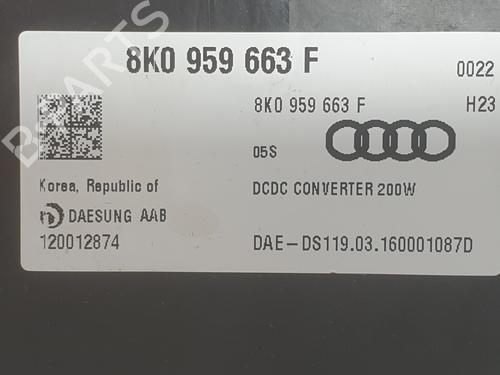 8K0 959 663 F
0022
8K0 959 663 F
H23
05S
Korea, Republic of
DCDC CONVERTER 200W
DAESUNG AAB
120012874
DAE-DS119.03.160001087D